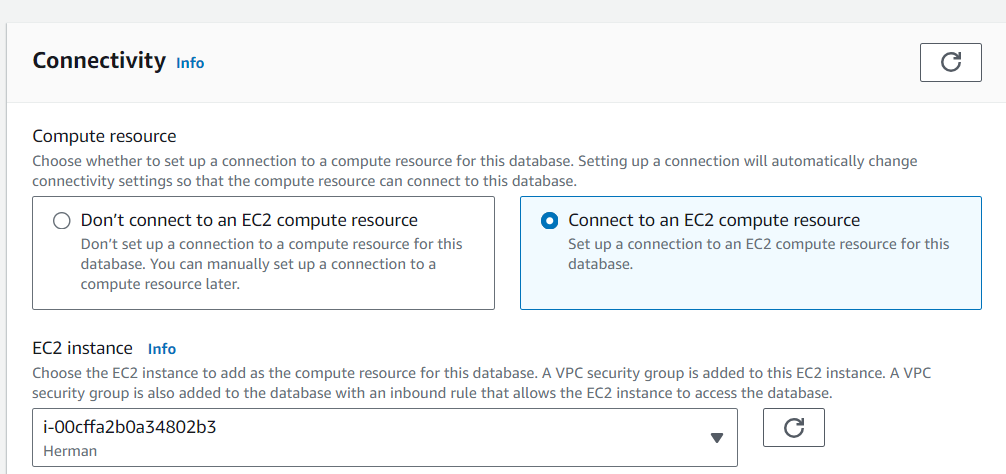 Connectivity Info
Compute resource
Choose whether to set up a connection to a compute resource for this database. Setting up a connection will automatically change
connectivity settings so that the compute resource can connect to this database.
Don't connect to an EC2 compute resource
Don't set up a connection to a compute resource for this
database. You can manually set up a connection to a
compute resource later.
Connect to an EC2 compute resource
Set up a connection to an EC2 compute resource for this
database.
EC2 instance Info
Choose the EC2 instance to add as the compute resource for this database. A VPC security group is added to this EC2 instance. A VPC
security group is also added to the database with an inbound rule that allows the EC2 instance to access the database.
i-00cffa2b0a34802b3
Herman